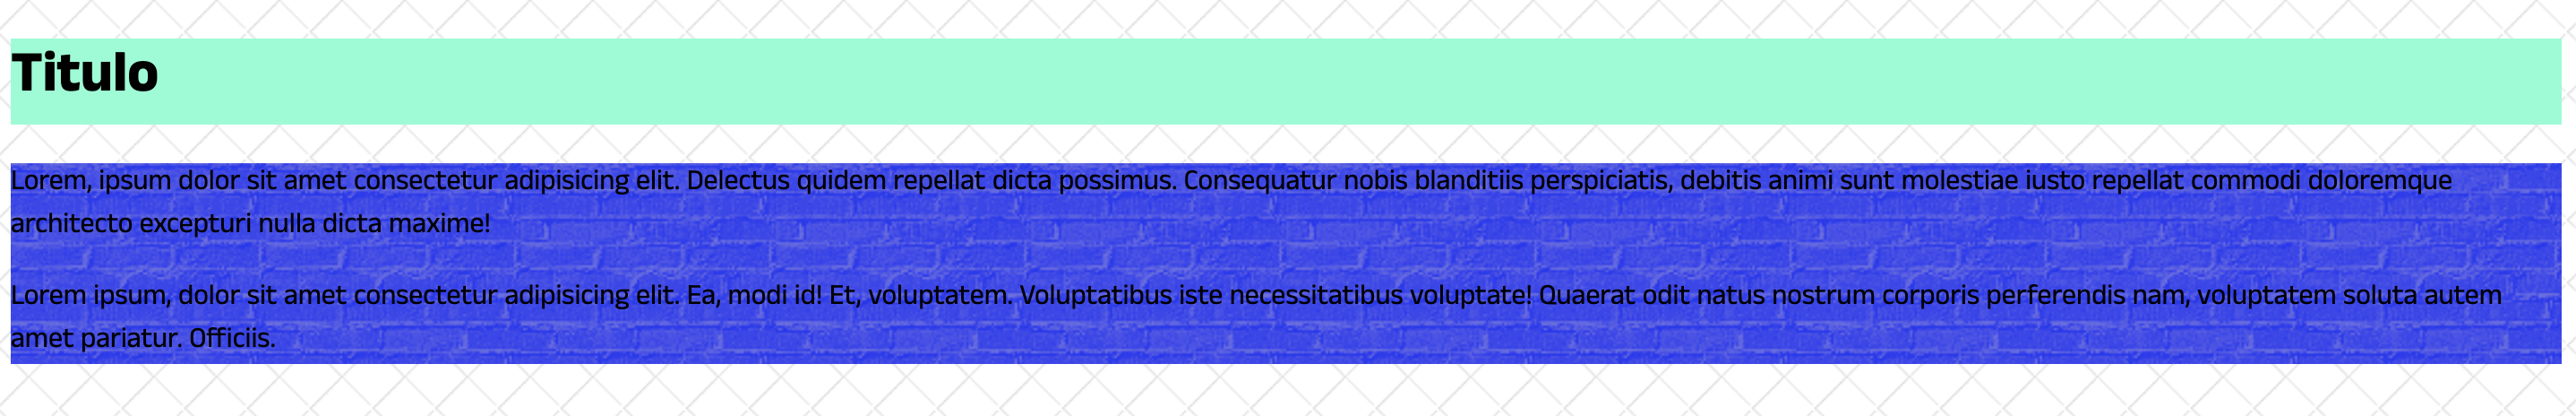 Titulo
Lorem, ipsum dolor sit amet consectetur adipisicing elit. Delectus quidem repellat dicta possimus. Consequatur nobis blanditiis perspiciatis, debitis animi sunt molestiae iusto repellat commodi doloremque
architecto excepturi nulla dicta maxime!
Lorem ipsum, dolor sit amet consectetur adipisicing elit. Ea, modi id! Et, voluptatem. Voluptatibus iste necessitatibus voluptate! Quaerat odit natus nostrum corporis perferendis nam, voluptatem soluta autem
amet pariatur. Officiis.